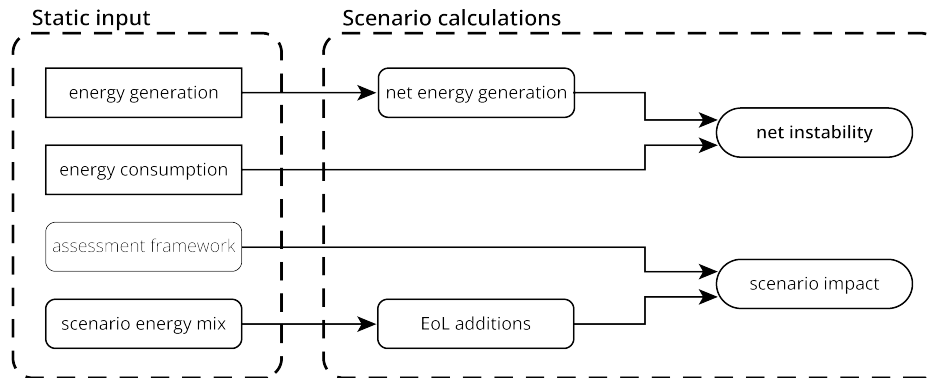 Static input
Scenario calculations
energy generation
net energy generation
net instability
energy consumption
assessment framework
scenario impact
scenario energy mix
EoL additions